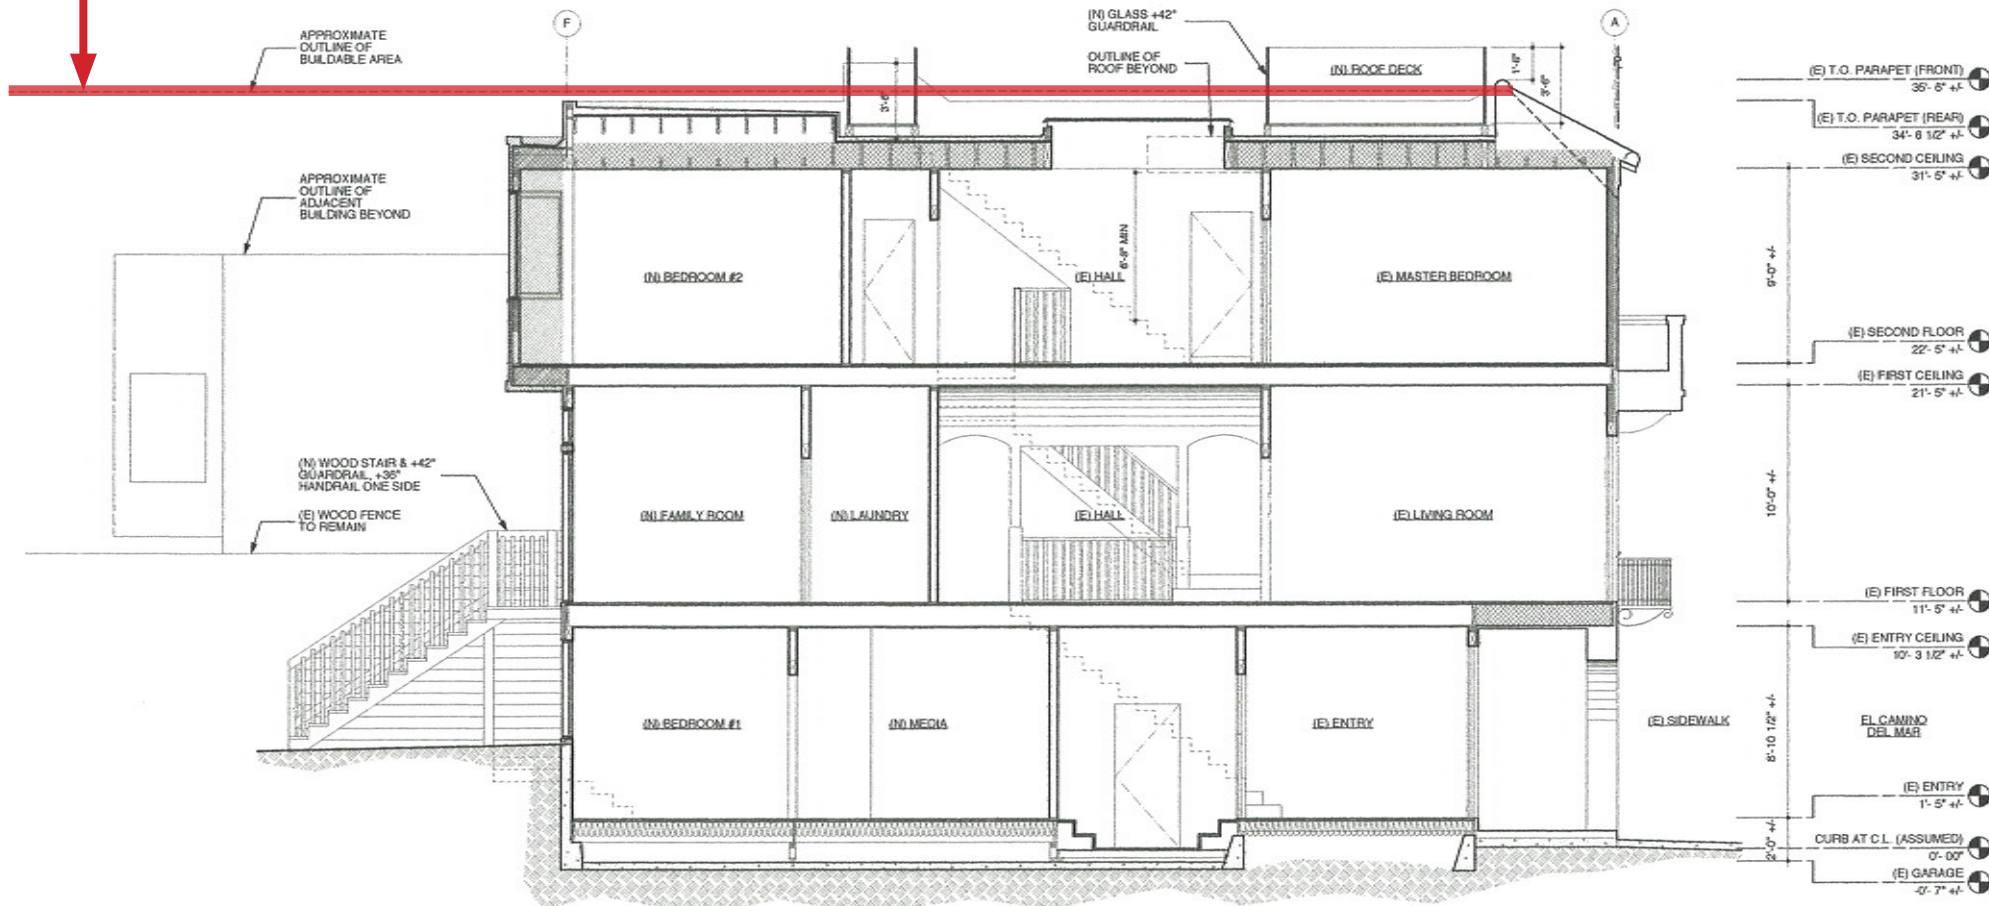 F
A
APPROXIMATE
OUTLINE OF
BUILDABLE AREA
(N) GLASS +42"
GUARDRAIL
OUTLINE OF
ROOF BEYOND
(N) ROOF DECK
3'-6"
1'-6"
3'-6"
(E) T.O. PARAPET (FRONT)
35'- 6" +/-
(E) T.O. PARAPET (REAR)
34'- 6 1/2" +/-
(E) SECOND CEILING
31'- 5" +/-
APPROXIMATE
OUTLINE OF
ADJACENT
BUILDING BEYOND
(N) BEDROOM #2
(E) HALL
6'-8" MIN
(E) MASTER BEDROOM
9'-0" +/-
(E) SECOND FLOOR
22'- 5" +/-
(E) FIRST CEILING
21'- 5" +/-
(N) WOOD STAIR & +42"
GUARDRAIL, +36"
HANDRAIL ONE SIDE
(E) WOOD FENCE
TO REMAIN
(N) FAMILY ROOM
(N) LAUNDRY
(E) HALL
(E) LIVING ROOM
10'-0" +/-
(E) FIRST FLOOR
11'- 5" +/-
(E) ENTRY CEILING
10'- 3 1/2" +/-
(N) BEDROOM #1
(N) MEDIA
(E) ENTRY
(E) SIDEWALK
EL CAMINO
DEL MAR
8'-10 1/2" +/-
(E) ENTRY
1'- 5" +/-
2'-0" +/-
CURB AT C.L. (ASSUMED)
0'- 00"
(E) GARAGE
-0'- 7" +/-